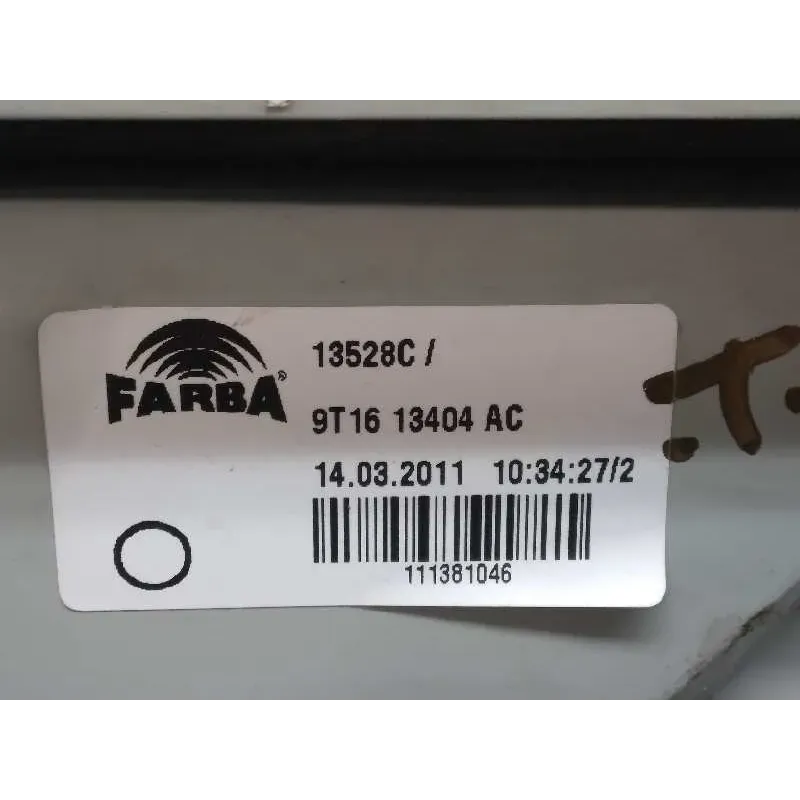 FARBA®
13528C /
9T16 13404 AC
14.03.2011 10:34:27/2
111381046